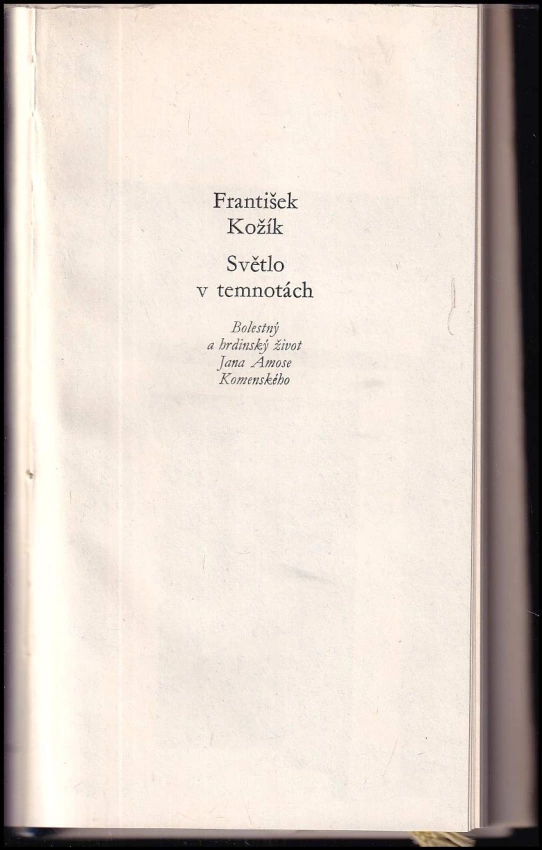 František
Kožík
Světlo
v temnotách
Bolestný
a hrdinský život
Jana Amose
Komenského